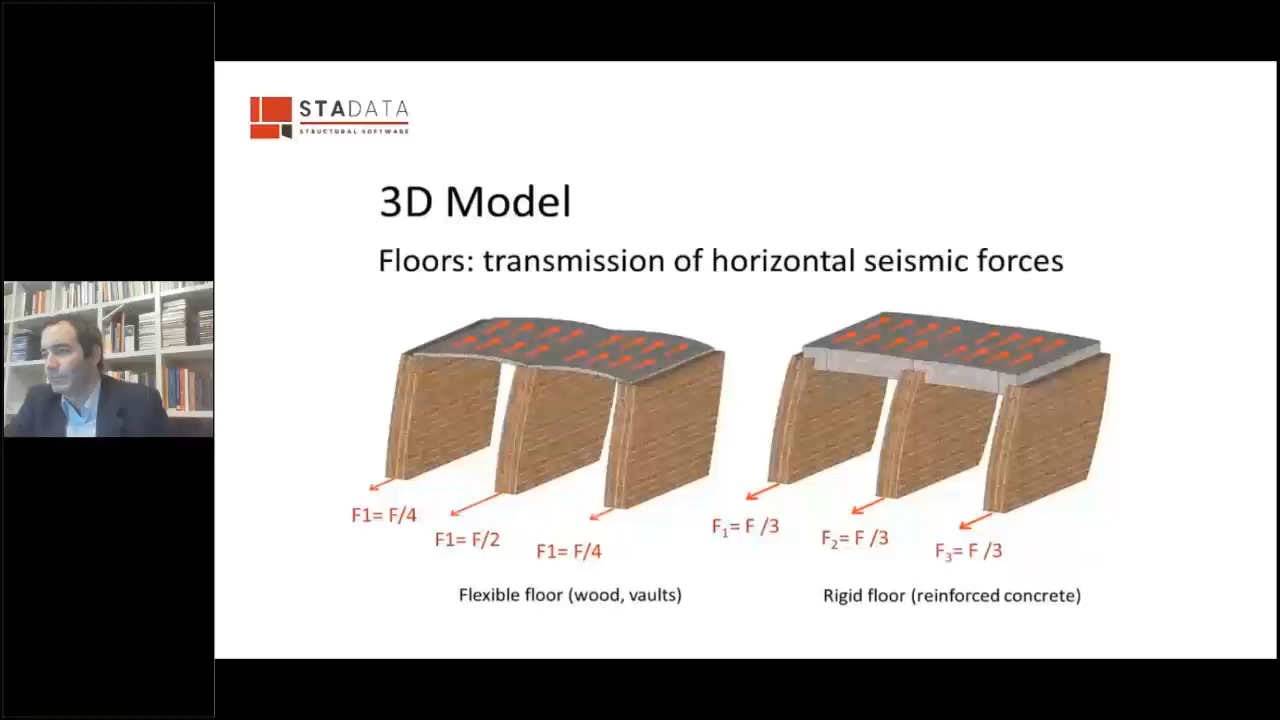 STADATA
STRUCTURAL SOFTWARE
3D Model
Floors: transmission of horizontal seismic forces
F1= F/4
F1= F/2
F1= F/4
F₁= F /3
F₂= F /3
F₃= F /3
Flexible floor (wood, vaults)
Rigid floor (reinforced concrete)